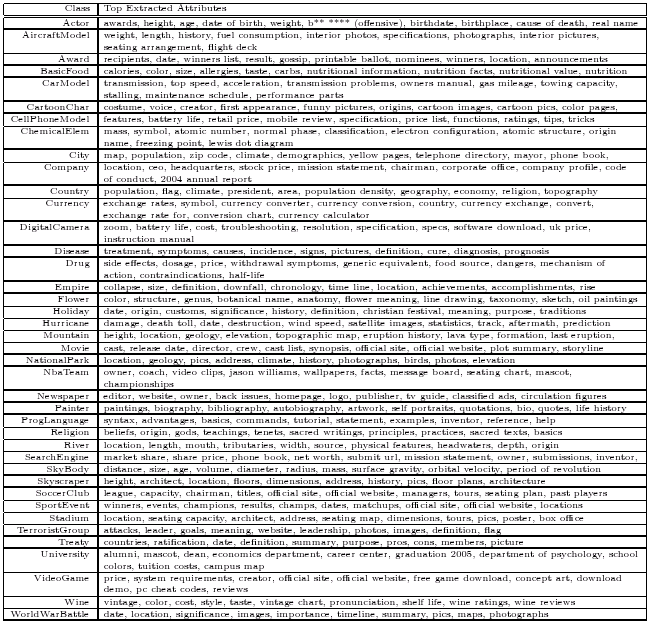 Class Top Extracted Attributes
Actor awards, height, age, date of birth, weight, b** **** (offensive), birthdate, birthplace, cause of death, real name
AircraftModel weight, length, history, fuel consumption, interior photos, specifications, photographs, interior pictures,
seating arrangement, flight deck
Award recipients, date, winners list, result, gossip, printable ballot, nominees, winners, location, announcements
BasicFood calories, color, size, allergies, taste, carbs, nutritional information, nutrition facts, nutritional value, nutrition
CarModel transmission, top speed, acceleration, transmission problems, owners manual, gas mileage, towing capacity,
stalling, maintenance schedule, performance parts
CartoonChar costume, voice, creator, first appearance, funny pictures, origins, cartoon images, cartoon pics, color pages,
CellPhoneModel features, battery life, retail price, mobile review, specification, price list, functions, ratings, tips, tricks
ChemicalElem mass, symbol, atomic number, normal phase, classification, electron configuration, atomic structure, origin
name, freezing point, lewis dot diagram
City map, population, zip code, climate, demographics, yellow pages, telephone directory, mayor, phone book,
Company location, ceo, headquarters, stock price, mission statement, chairman, corporate office, company profile, code
of conduct, 2004 annual report
Country population, flag, climate, president, area, population density, geography, economy, religion, topography
Currency exchange rates, symbol, currency converter, currency conversion, country, currency exchange, convert,
exchange rate for, conversion chart, currency calculator
DigitalCamera zoom, battery life, cost, troubleshooting, resolution, specification, specs, software download, uk price,
instruction manual
Disease treatment, symptoms, causes, incidence, signs, pictures, definition, cure, diagnosis, prognosis
Drug side effects, dosage, price, withdrawal symptoms, generic equivalent, food source, dangers, mechanism of
action, contraindications, half-life
Empire collapse, size, definition, downfall, chronology, time line, location, achievements, accomplishments, rise
Flower color, structure, genus, botanical name, anatomy, flower meaning, line drawing, taxonomy, sketch, oil paintings
Holiday date, origin, customs, significance, history, definition, christian festival, meaning, purpose, traditions
Hurricane damage, death toll, date, destruction, wind speed, satellite images, statistics, track, aftermath, prediction
Mountain height, location, geology, elevation, topographic map, eruption history, lava type, formation, last eruption,
Movie cast, release date, director, crew, cast list, synopsis, official site, official website, plot summary, storyline
NationalPark location, geology, pics, address, climate, history, photographs, birds, photos, elevation
NbaTeam owner, coach, video clips, jason williams, wallpapers, facts, message board, seating chart, mascot,
championships
Newspaper editor, website, owner, back issues, homepage, logo, publisher, tv guide, classified ads, circulation figures
Painter paintings, biography, bibliography, autobiography, artwork, self portraits, quotations, bio, quotes, life history
ProgLanguage syntax, advantages, basics, commands, tutorial, statement, examples, inventor, reference, help
Religion beliefs, origin, gods, teachings, tenets, sacred writings, principles, practices, sacred texts, basics
River location, length, mouth, tributaries, width, source, physical features, headwaters, depth, origin
SearchEngine market share, share price, phone book, net worth, submit url, mission statement, owner, submissions, inventor,
SkyBody distance, size, age, volume, diameter, radius, mass, surface gravity, orbital velocity, period of revolution
Skyscraper height, architect, location, floors, dimensions, address, history, pics, floor plans, architecture
SoccerClub league, capacity, chairman, titles, official site, official website, managers, tours, seating plan, past players
SportEvent winners, events, champions, results, champs, dates, matchups, official site, official website, locations
Stadium location, seating capacity, architect, address, seating map, dimensions, tours, pics, poster, box office
TerroristGroup attacks, leader, goals, meaning, website, leadership, photos, images, definition, flag
Treaty countries, ratification, date, definition, summary, purpose, pros, cons, members, picture
University alumni, mascot, dean, economics department, career center, graduation 2005, department of psychology, school
colors, tuition costs, campus map
VideoGame price, system requirements, creator, official site, official website, free game download, concept art, download
demo, pc cheat codes, reviews
Wine vintage, color, cost, style, taste, vintage chart, pronunciation, shelf life, wine ratings, wine reviews
WorldWarBattle date, location, significance, images, importance, timeline, summary, pics, maps, photographs